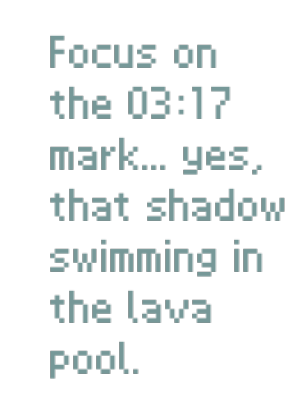 Focus on
the 03:17
mark... yes,
that shadow
swimming in
the lava
pool.